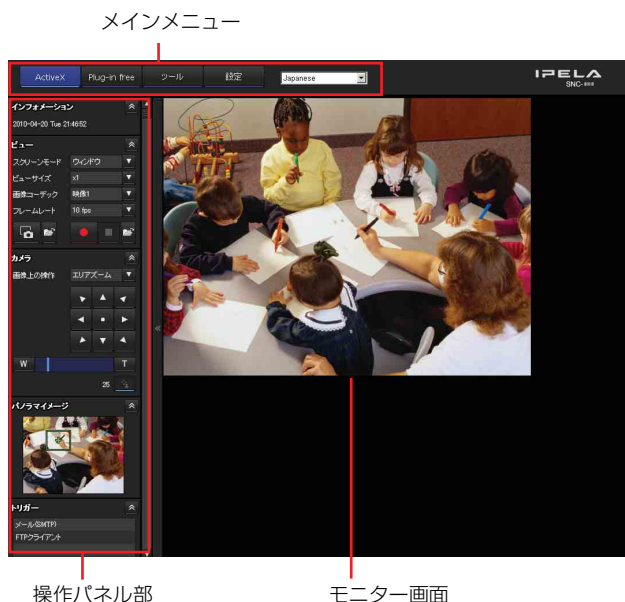 メインメニュー
ActiveX Plug-in free ツール 設定 Japanese
IPELA
SNC-
インフォメーション
2010-04-20 Tue 21:46:52
ビュー
スクリーンモード ウィンドウ
ビューサイズ x1
画像コーデック 映像1
フレームレート 10 fps
カメラ
画像上の操作 エリアズーム
W T
25
パノラマイメージ
トリガー
メール(SMTP)
FTPクライアント
操作パネル部 モニター画面